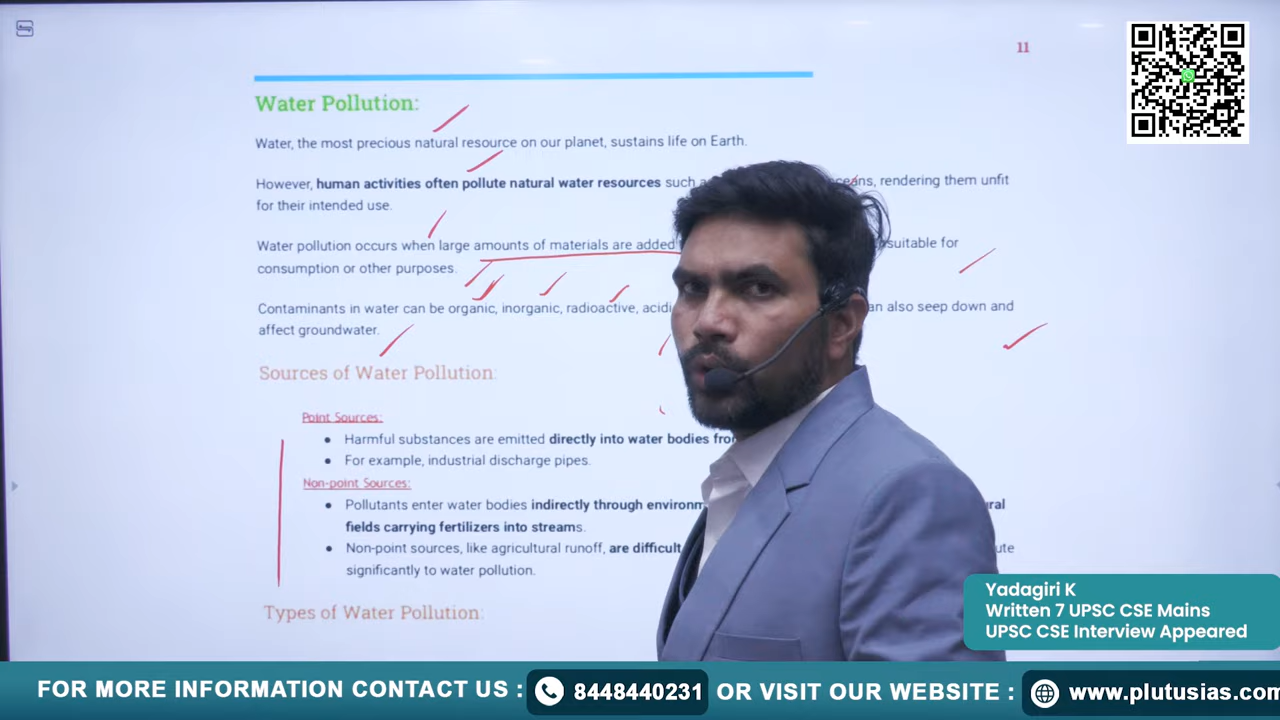 11
Water Pollution:
Water, the most precious natural resource on our planet, sustains life on Earth.
However, human activities often pollute natural water resources such oceans, rendering them unfit
for their intended use.
Water pollution occurs when large amounts of materials are added suitable for
consumption or other purposes.
Contaminants in water can be organic, inorganic, radioactive, also seep down and
affect groundwater.
Sources of Water Pollution:
Point Sources:
Harmful substances are emitted directly into water bodies
For example, industrial discharge pipes.
Non-point Sources:
Pollutants enter water bodies indirectly through
fields carrying fertilizers into streams.
Non-point sources, like agricultural runoff, are difficult
significantly to water pollution.
Types of Water Pollution:
Yadagiri K
Written 7 UPSC CSE Mains
UPSC CSE Interview Appeared
FOR MORE INFORMATION CONTACT US : 8448440231 OR VISIT OUR WEBSITE : www.plutusias.com